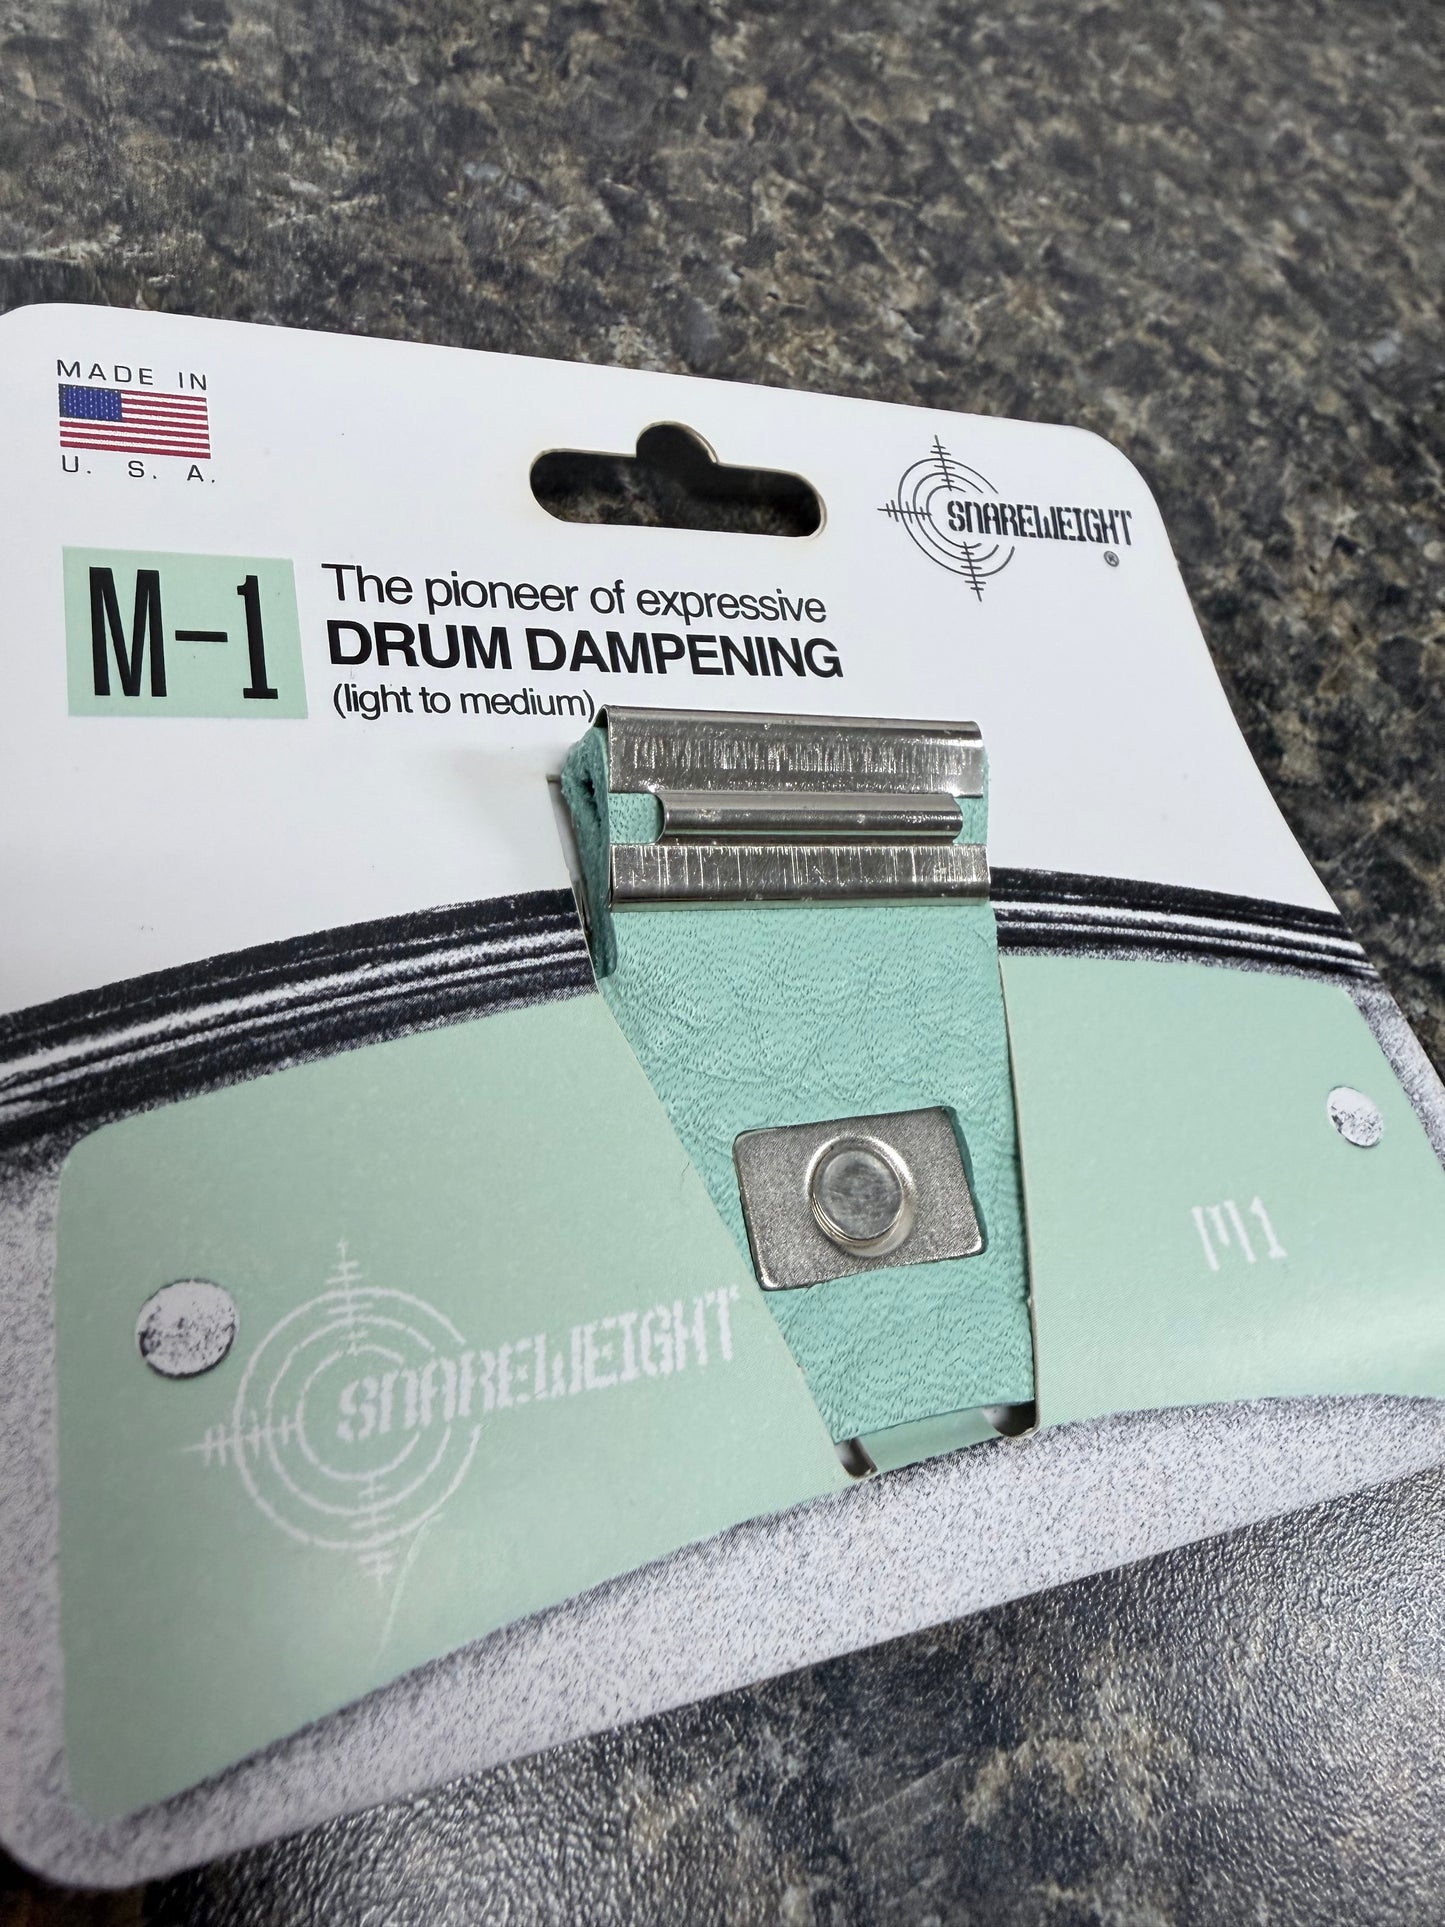 MADE IN
U. S. A.
SNAREWEIGHT
®
M-1
The pioneer of expressive
DRUM DAMPENING
(light to medium)
SNAREWEIGHT
M1